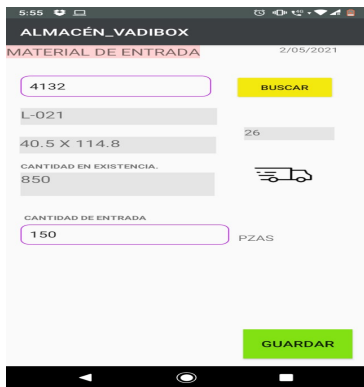 5:55
ALMACÉN_VADIBOX
MATERIAL DE ENTRADA
2/05/2021
4132
BUSCAR
L-021
26
40.5 X 114.8
CANTIDAD EN EXISTENCIA.
850
CANTIDAD DE ENTRADA
150
PZAS
GUARDAR